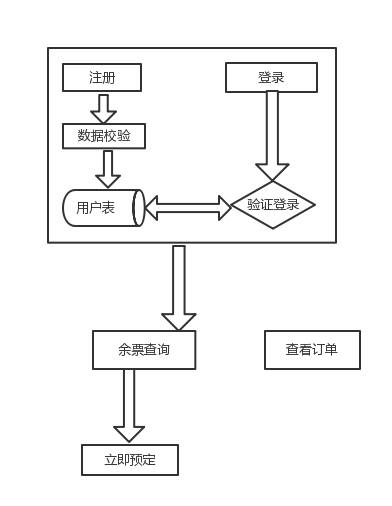 注册
登录
数据校验
用户表
验证登录
余票查询
查看订单
立即预定